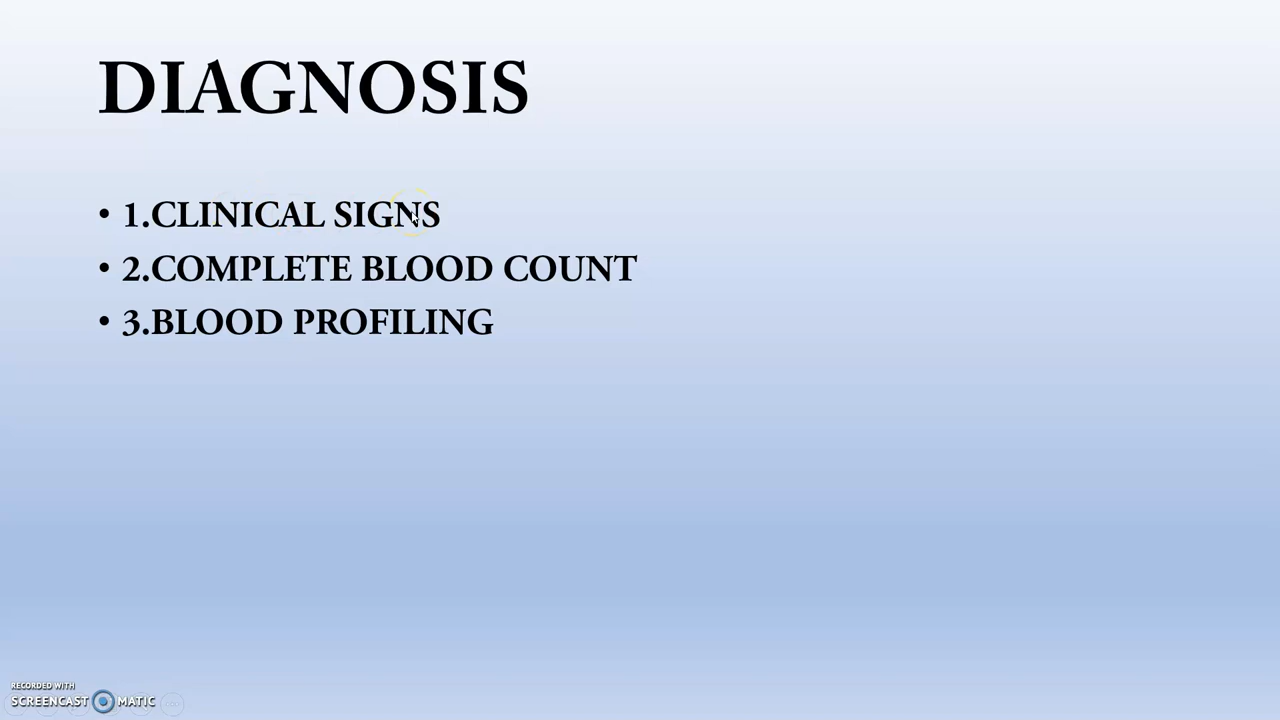 DIAGNOSIS
• 1.CLINICAL SIGNS
• 2.COMPLETE BLOOD COUNT
• 3.BLOOD PROFILING
RECORDED WITH
SCREENCAST MATIC